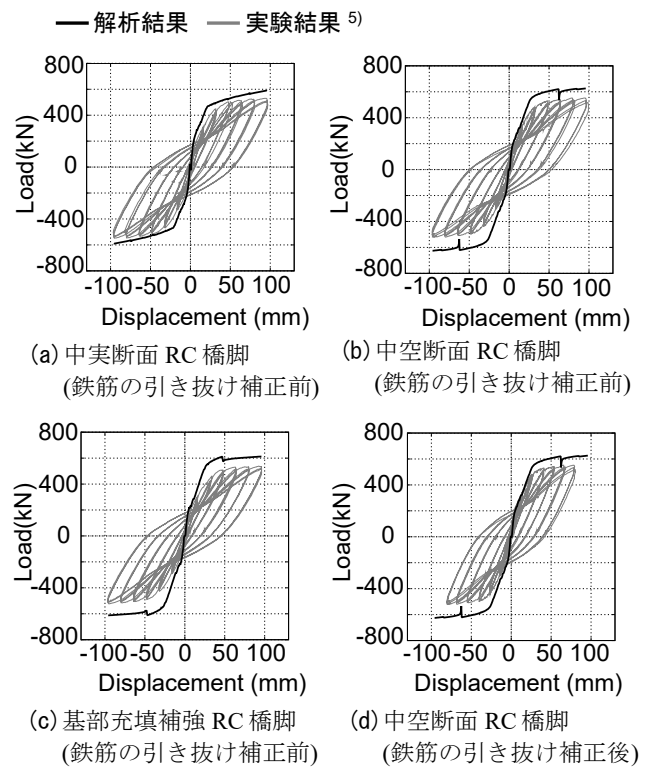 解析結果 実験結果 5)
800
400
0
-400
-800
Load(kN)
-100 -50 0 50 100
Displacement (mm)
(a) 中実断面 RC 橋脚
(鉄筋の引き抜け補正前)
800
400
0
-400
-800
Load(kN)
-100 -50 0 50 100
Displacement (mm)
(b) 中空断面 RC 橋脚
(鉄筋の引き抜け補正前)
800
400
0
-400
-800
Load(kN)
-100 -50 0 50 100
Displacement (mm)
(c) 基部充填補強 RC 橋脚
(鉄筋の引き抜け補正前)
800
400
0
-400
-800
Load(kN)
-100 -50 0 50 100
Displacement (mm)
(d) 中空断面 RC 橋脚
(鉄筋の引き抜け補正後)